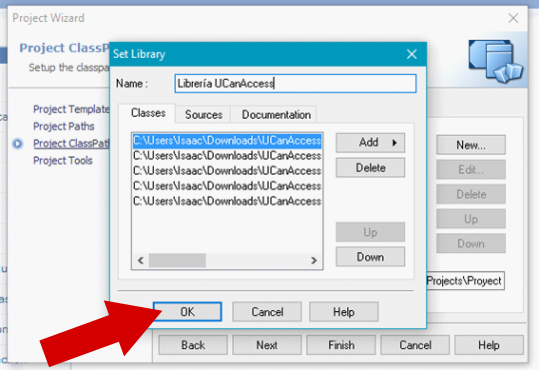 Project Wizard
Project ClassP
Setup the classpa
Project Template
Project Paths
Project ClassPat
Project Tools
Set Library
Name :
Librería UCanAccess
Classes
Sources
Documentation
C:\Users\Isaac\Downloads\UCanAccess
C:\Users\Isaac\Downloads\UCanAccess
C:\Users\Isaac\Downloads\UCanAccess
C:\Users\Isaac\Downloads\UCanAccess
C:\Users\Isaac\Downloads\UCanAccess
Add
Delete
Up
Down
OK
Cancel
Help
New...
Edit...
Delete
Up
Down
Projects\Proyect
Back
Next
Finish
Cancel
Help